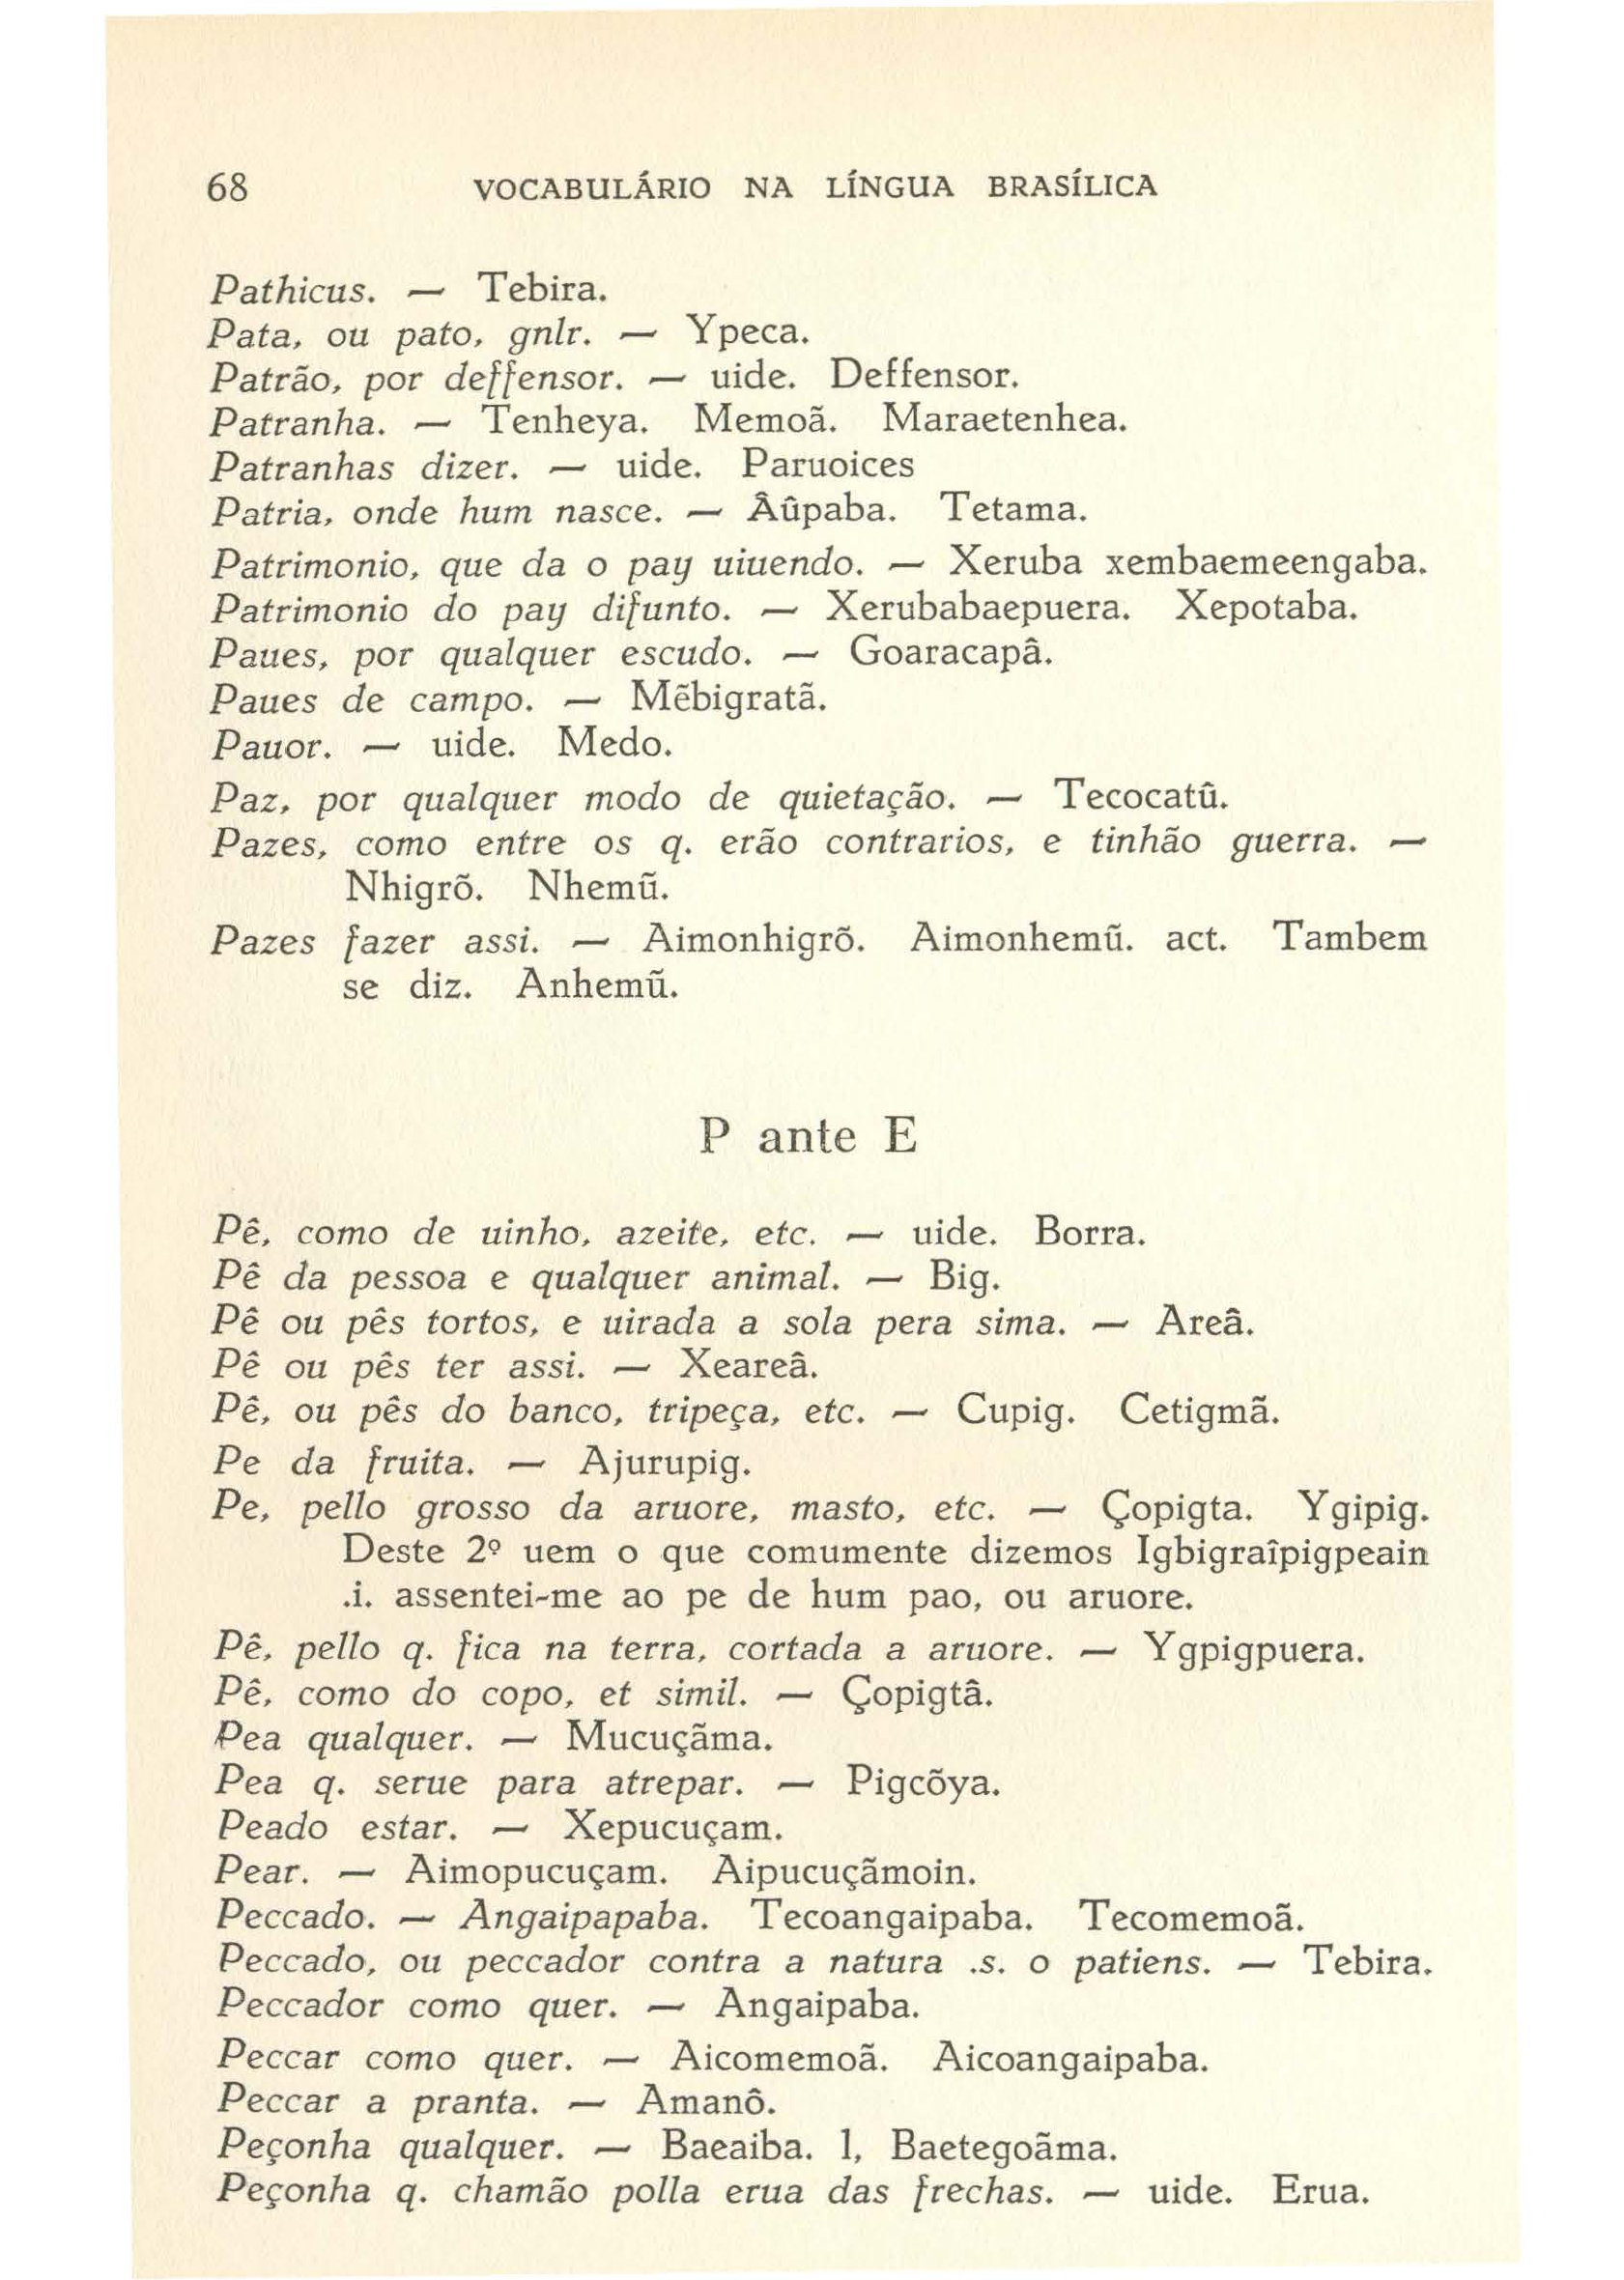 68 VOCABULÁRIO NA LÍNGUA BRASÍLICA
Pathicus. — Tebira.
Pata, ou pato, gnlr. — Ypeca.
Patrão, por deffensor. — uide. Deffensor.
Patranha. — Tenheya. Memoã. Maraetenhea.
Patranhas dizer. — uide. Paruoices
Patria, onde hum nasce. — Âûpaba. Tetama.
Patrimonio, que da o pay uiuendo. — Xeruba xembaemeengaba.
Patrimonio do pay difunto. — Xerubabaepuera. Xepotaba.
Paues, por qualquer escudo. — Goaracapâ.
Paues de campo. — Mẽbigratã.
Pauor. — uide. Medo.
Paz, por qualquer modo de quietação. — Tecocatû.
Pazes, como entre os q. erão contrarios, e tinhão guerra. —
Nhigrõ. Nhemũ.
Pazes fazer assi. — Aimonhigrõ. Aimonhemũ. act. Tambem
se diz. Anhemũ.
P ante E
Pê, como de uinho, azeite, etc. — uide. Borra.
Pê da pessoa e qualquer animal. — Big.
Pê ou pês tortos, e uirada a sola pera sima. — Areâ.
Pê ou pês ter assi. — Xeareâ.
Pê, ou pês do banco, tripeça, etc. — Cupig. Cetigmã.
Pe da fruita. — Ajurupig.
Pe, pello grosso da aruore, masto, etc. — Çopigta. Ygipig.
Deste 2º uem o que comumente dizemos Igbigraîpigpeain
.i. assentei-me ao pe de hum pao, ou aruore.
Pê, pello q. fica na terra, cortada a aruore. — Ygpigpuera.
Pê, como do copo, et simil. — Çopigtâ.
Pea qualquer. — Mucuçãma.
Pea q. serue para atrepar. — Pigcõya.
Peado estar. — Xepucuçam.
Pear. — Aimopucuçam. Aipucuçãmoin.
Peccado. — Angaipapaba. Tecoangaipaba. Tecomemoã.
Peccado, ou peccador contra a natura .s. o patiens. — Tebira.
Peccador como quer. — Angaipaba.
Peccar como quer. — Aicomemoã. Aicoangaipaba.
Peccar a pranta. — Amanô.
Peçonha qualquer. — Baeaiba. l, Baetegoãma.
Peçonha q. chamão polla erua das frechas. — uide. Erua.